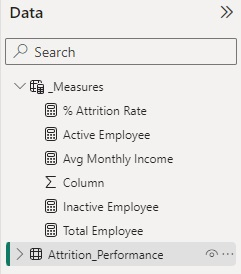 Data
Search
_Measures
% Attrition Rate
Active Employee
Avg Monthly Income
Column
Inactive Employee
Total Employee
Attrition_Performance